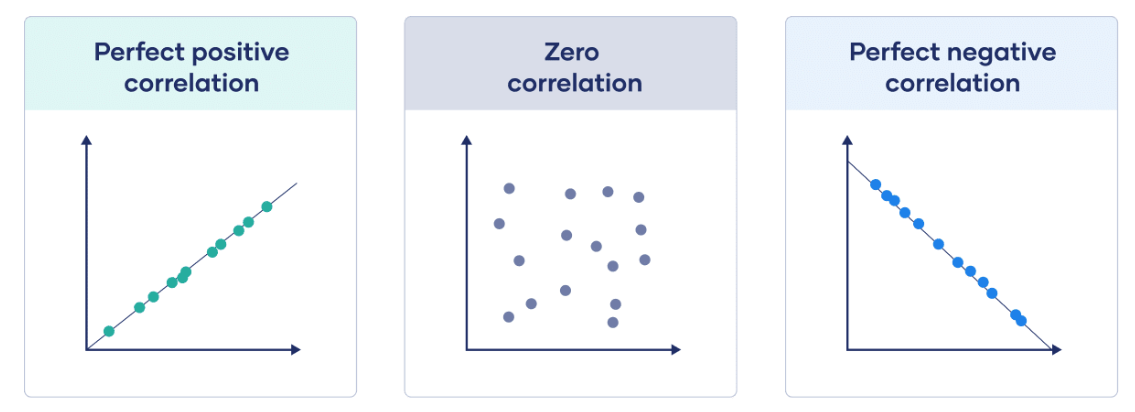 Perfect positive
correlation
Zero
correlation
Perfect negative
correlation